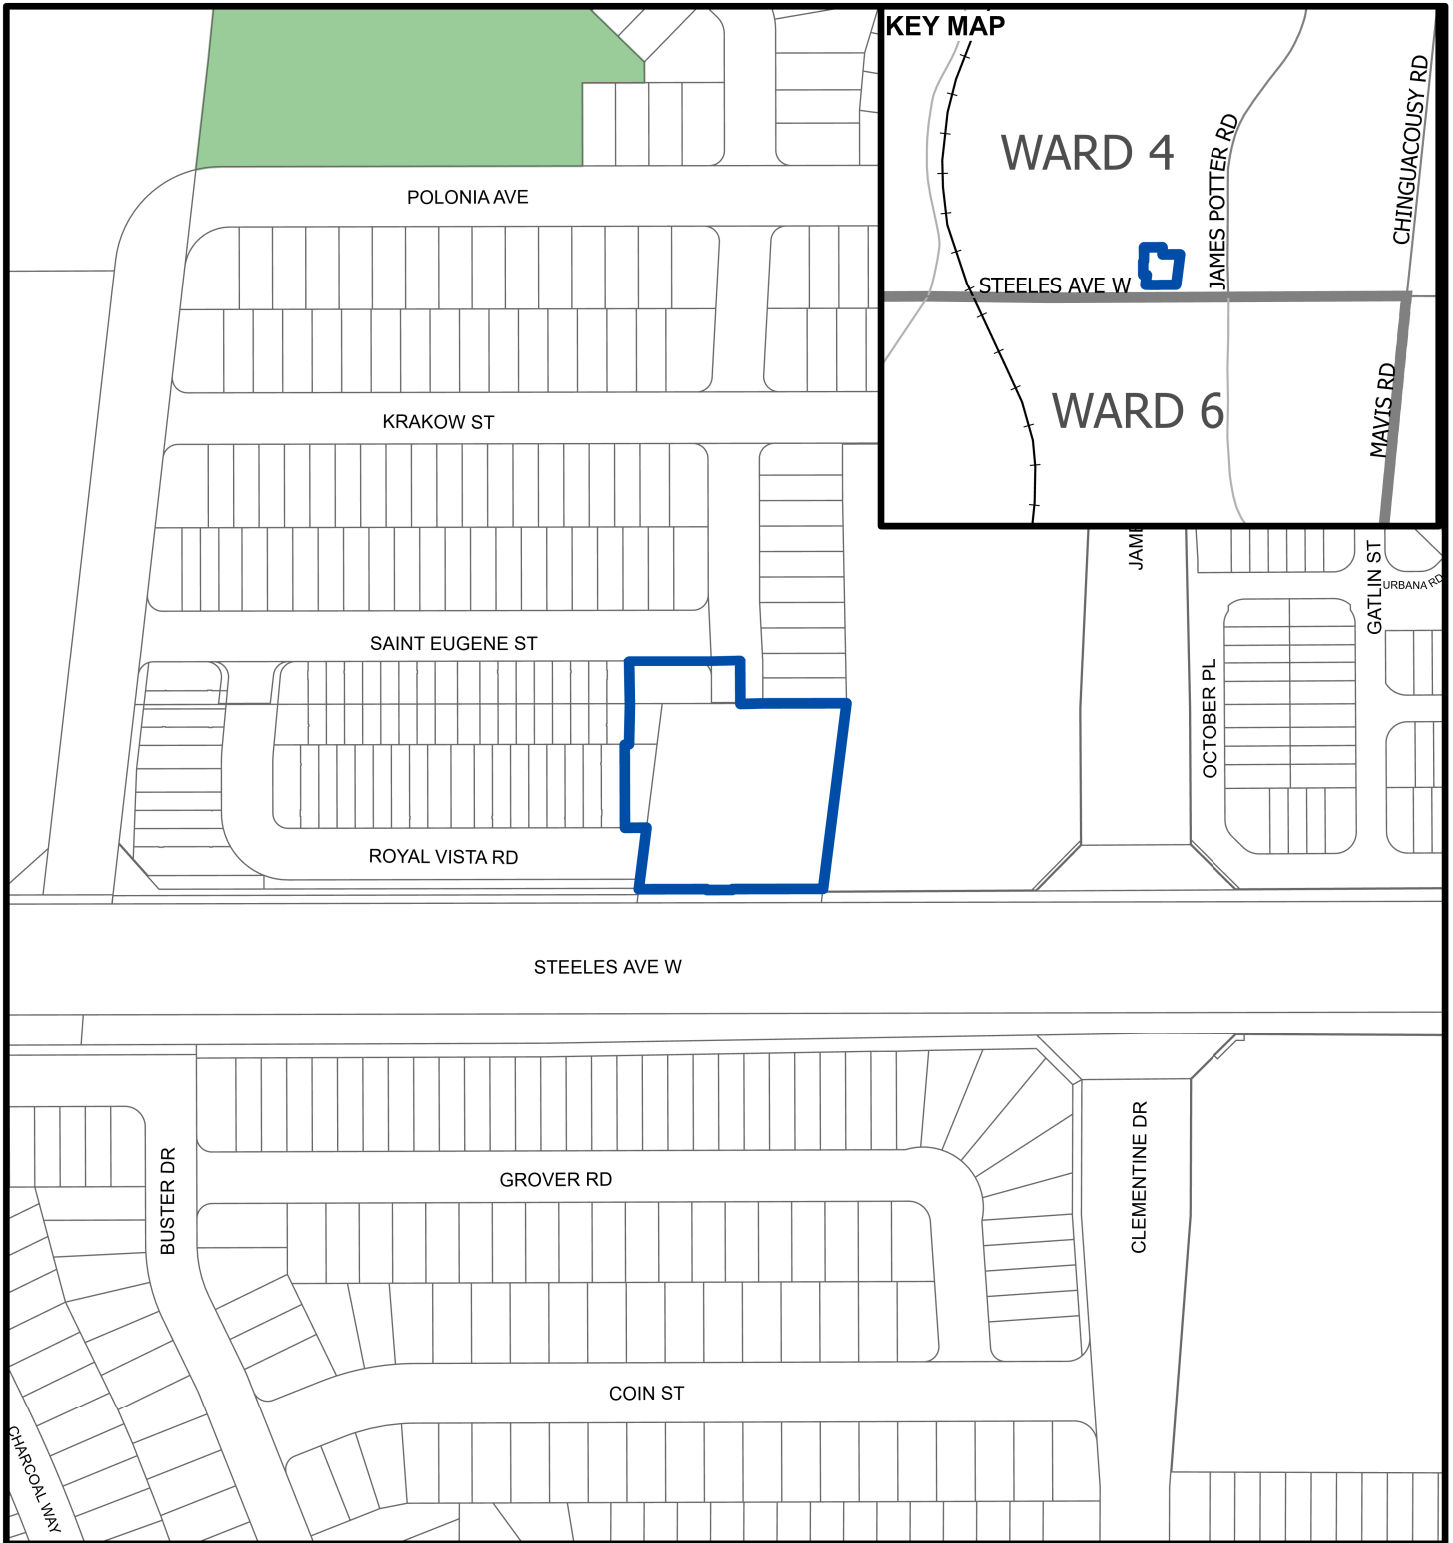 KEY MAP
WARD 4
JAMES POTTER RD
CHINGUACOUSY RD
STEELES AVE W
WARD 6
MAVIS RD
POLONIA AVE
KRAKOW ST
SAINT EUGENE ST
ROYAL VISTA RD
JAME
GATLIN ST
URBANA RD
OCTOBER PL
STEELES AVE W
BUSTER DR
GROVER RD
CLEMENTINE DR
COIN ST
CHARCOAL WAY